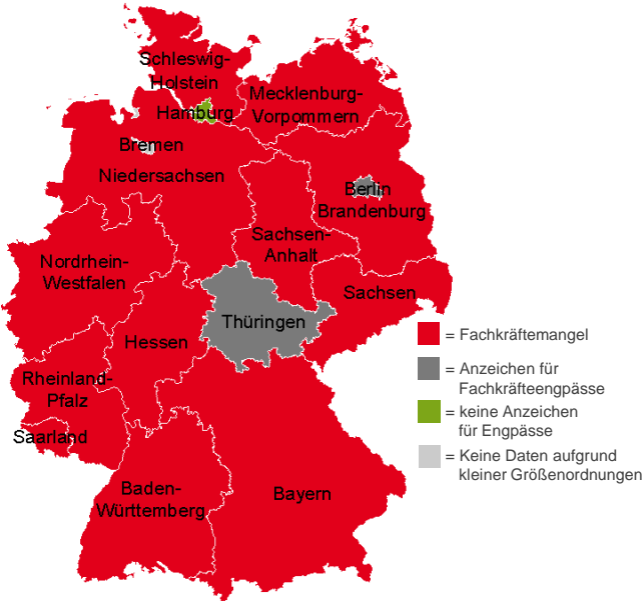 Schleswig-
Holstein
Mecklenburg-
Vorpommern
Hamburg
Bremen
Niedersachsen
Berlin
Brandenburg
Sachsen-
Anhalt
Nordrhein-
Westfalen
Sachsen
Thüringen
Hessen
Rheinland-
Pfalz
Saarland
Baden-
Württemberg
Bayern
= Fachkräftemangel
= Anzeichen für
Fachkräfteengpässe
= keine Anzeichen
für Engpässe
= Keine Daten aufgrund
kleiner Größenordnungen